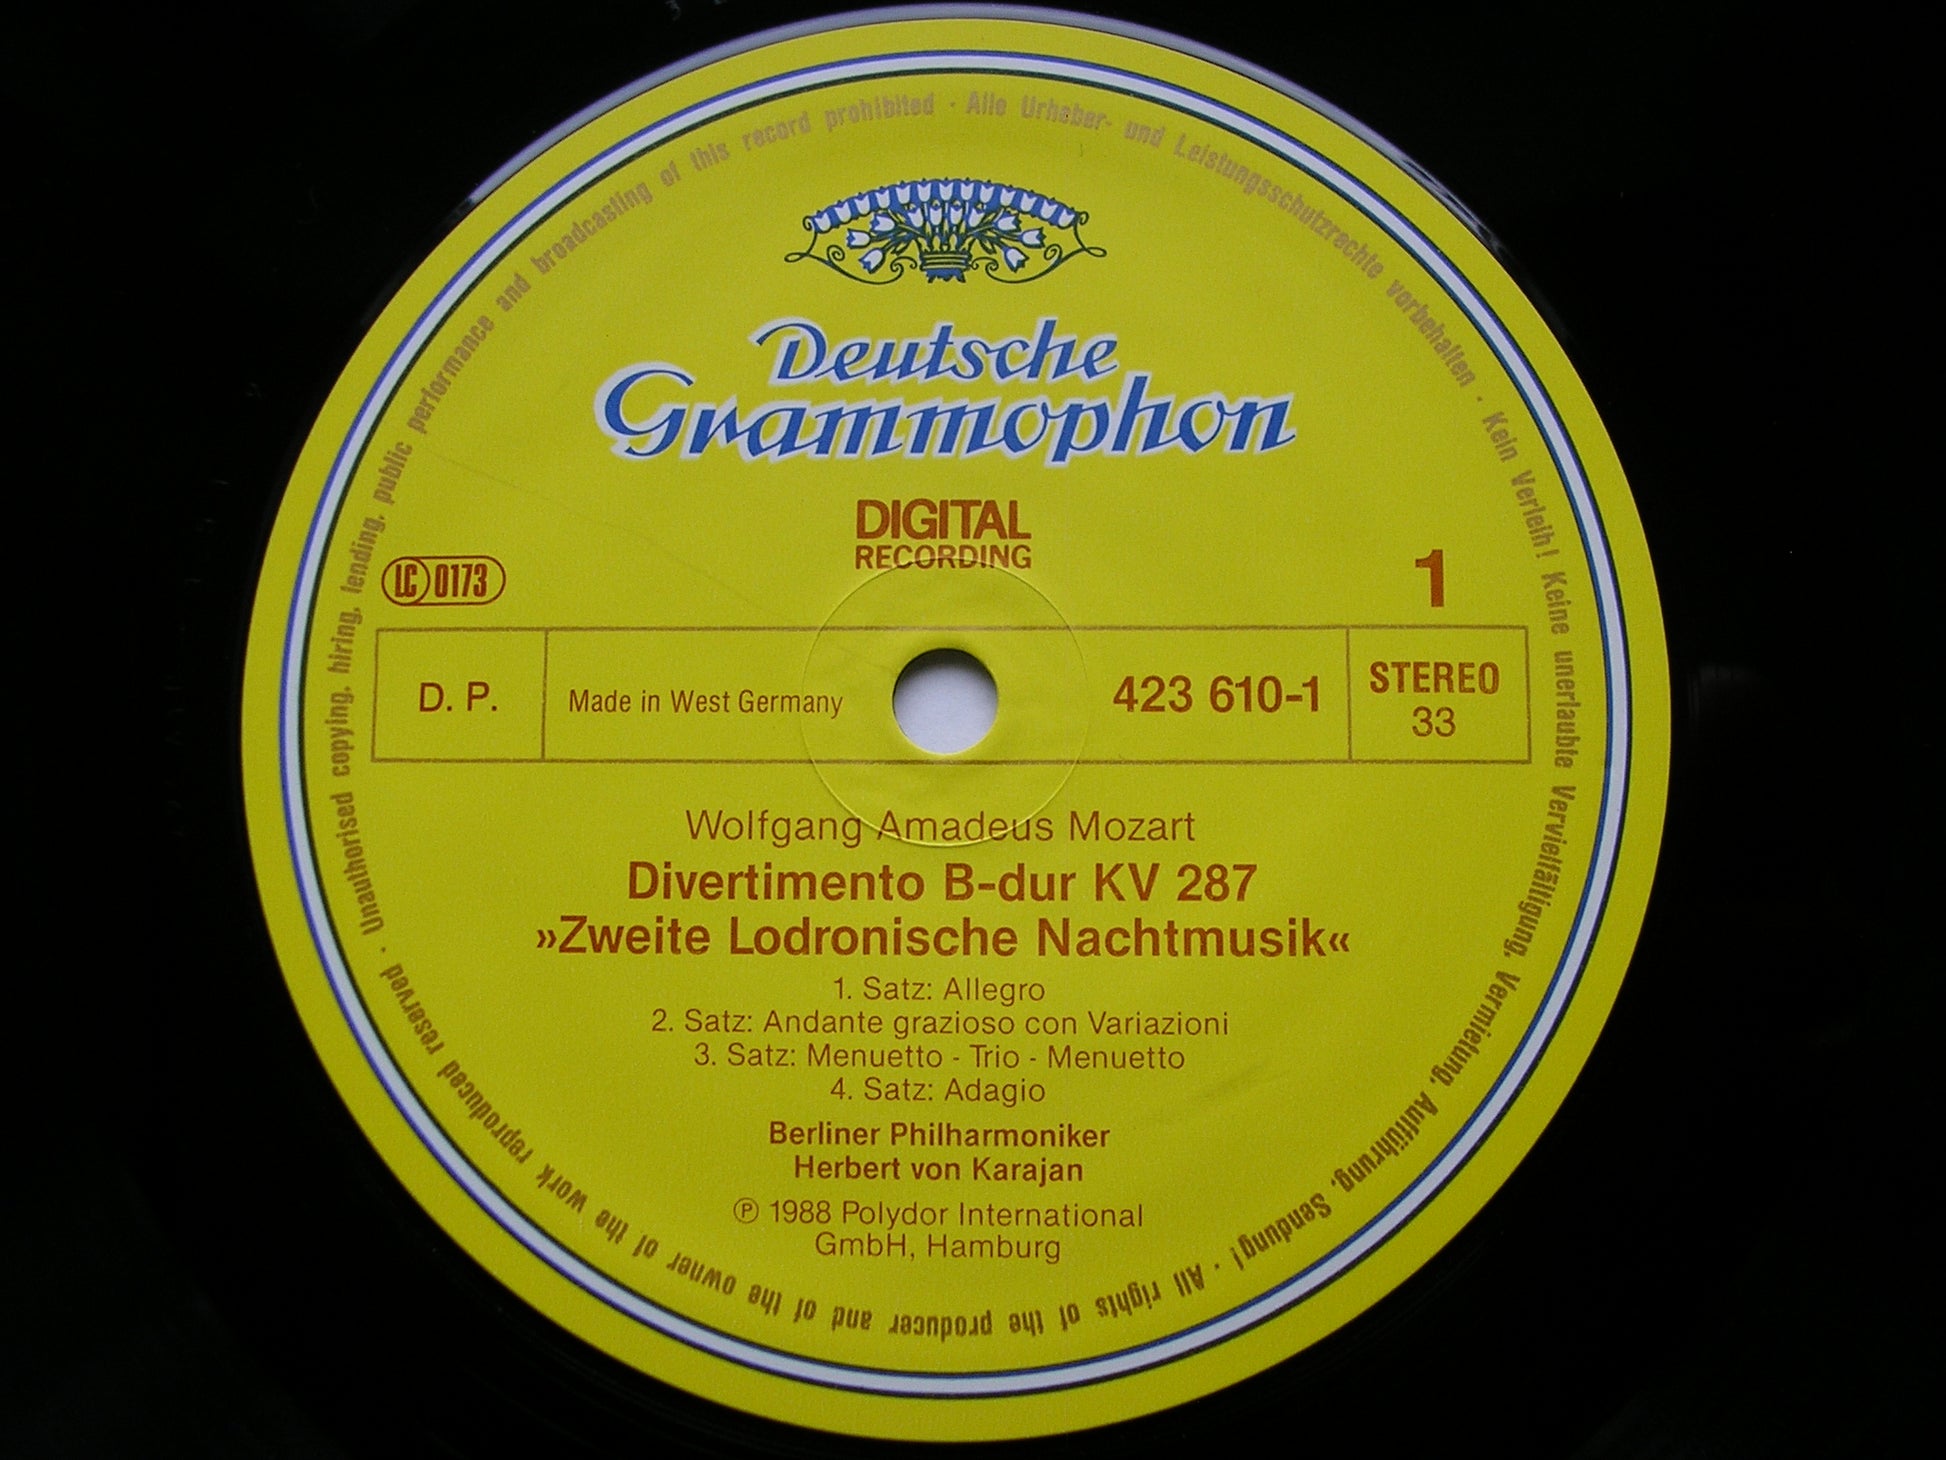 Deutsche
Grammophon
DIGITAL
RECORDING
LC 0173
1
D. P.
Made in West Germany
423 610-1
STEREO
33
Wolfgang Amadeus Mozart
Divertimento B-dur KV 287
»Zweite Lodronische Nachtmusik«
1. Satz: Allegro
2. Satz: Andante grazioso con Variazioni
3. Satz: Menuetto - Trio - Menuetto
4. Satz: Adagio
Berliner Philharmoniker
Herbert von Karajan
℗ 1988 Polydor International
GmbH, Hamburg
Alle Urheber- und Leistungsschutzrechte vorbehalten · Kein Verleih! Keine unerlaubte Vervielfältigung, Vermietung, Aufführung, Sendung! · All rights of the producer and of the owner of the work reproduced reserved · Unauthorised copying, hiring, lending, public performance and broadcasting of this record prohibited ·